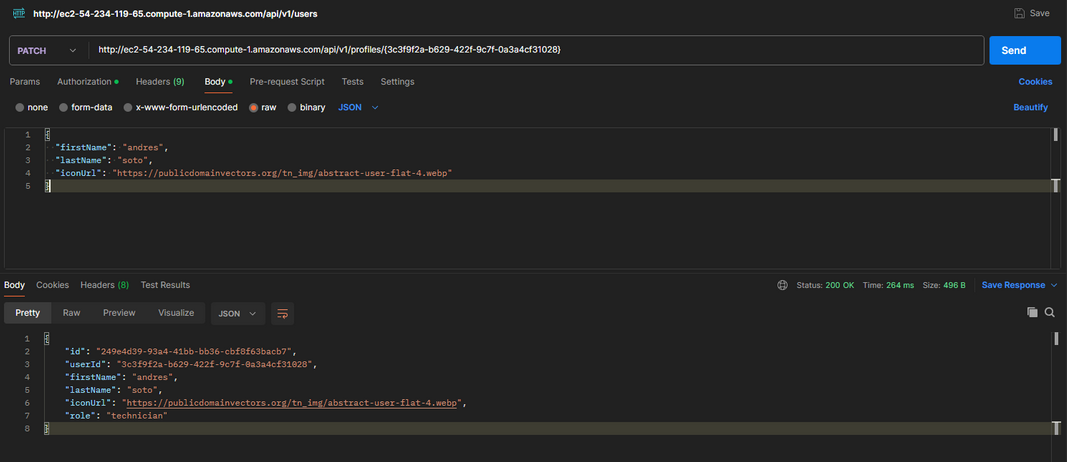 HTTP http://ec2-54-234-119-65.compute-1.amazonaws.com/api/v1/users Save
PATCH http://ec2-54-234-119-65.compute-1.amazonaws.com/api/v1/profiles/{3c3f9f2a-b629-422f-9c7f-0a3a4cf31028} Send
Params Authorization Headers (9) Body Pre-request Script Tests Settings Cookies
none form-data x-www-form-urlencoded raw binary JSON Beautify
1 {
2 "firstName": "andres",
3 "lastName": "soto",
4 "iconUrl": "https://publicdomainvectors.org/tn_img/abstract-user-flat-4.webp"
5 }
Body Cookies Headers (8) Test Results Status: 200 OK Time: 264 ms Size: 496 B Save Response
Pretty Raw Preview Visualize JSON
1 {
2 "id": "249e4d39-93a4-41bb-bb36-cbf8f63bacb7",
3 "userId": "3c3f9f2a-b629-422f-9c7f-0a3a4cf31028",
4 "firstName": "andres",
5 "lastName": "soto",
6 "iconUrl": "https://publicdomainvectors.org/tn_img/abstract-user-flat-4.webp",
7 "role": "technician"
8 }